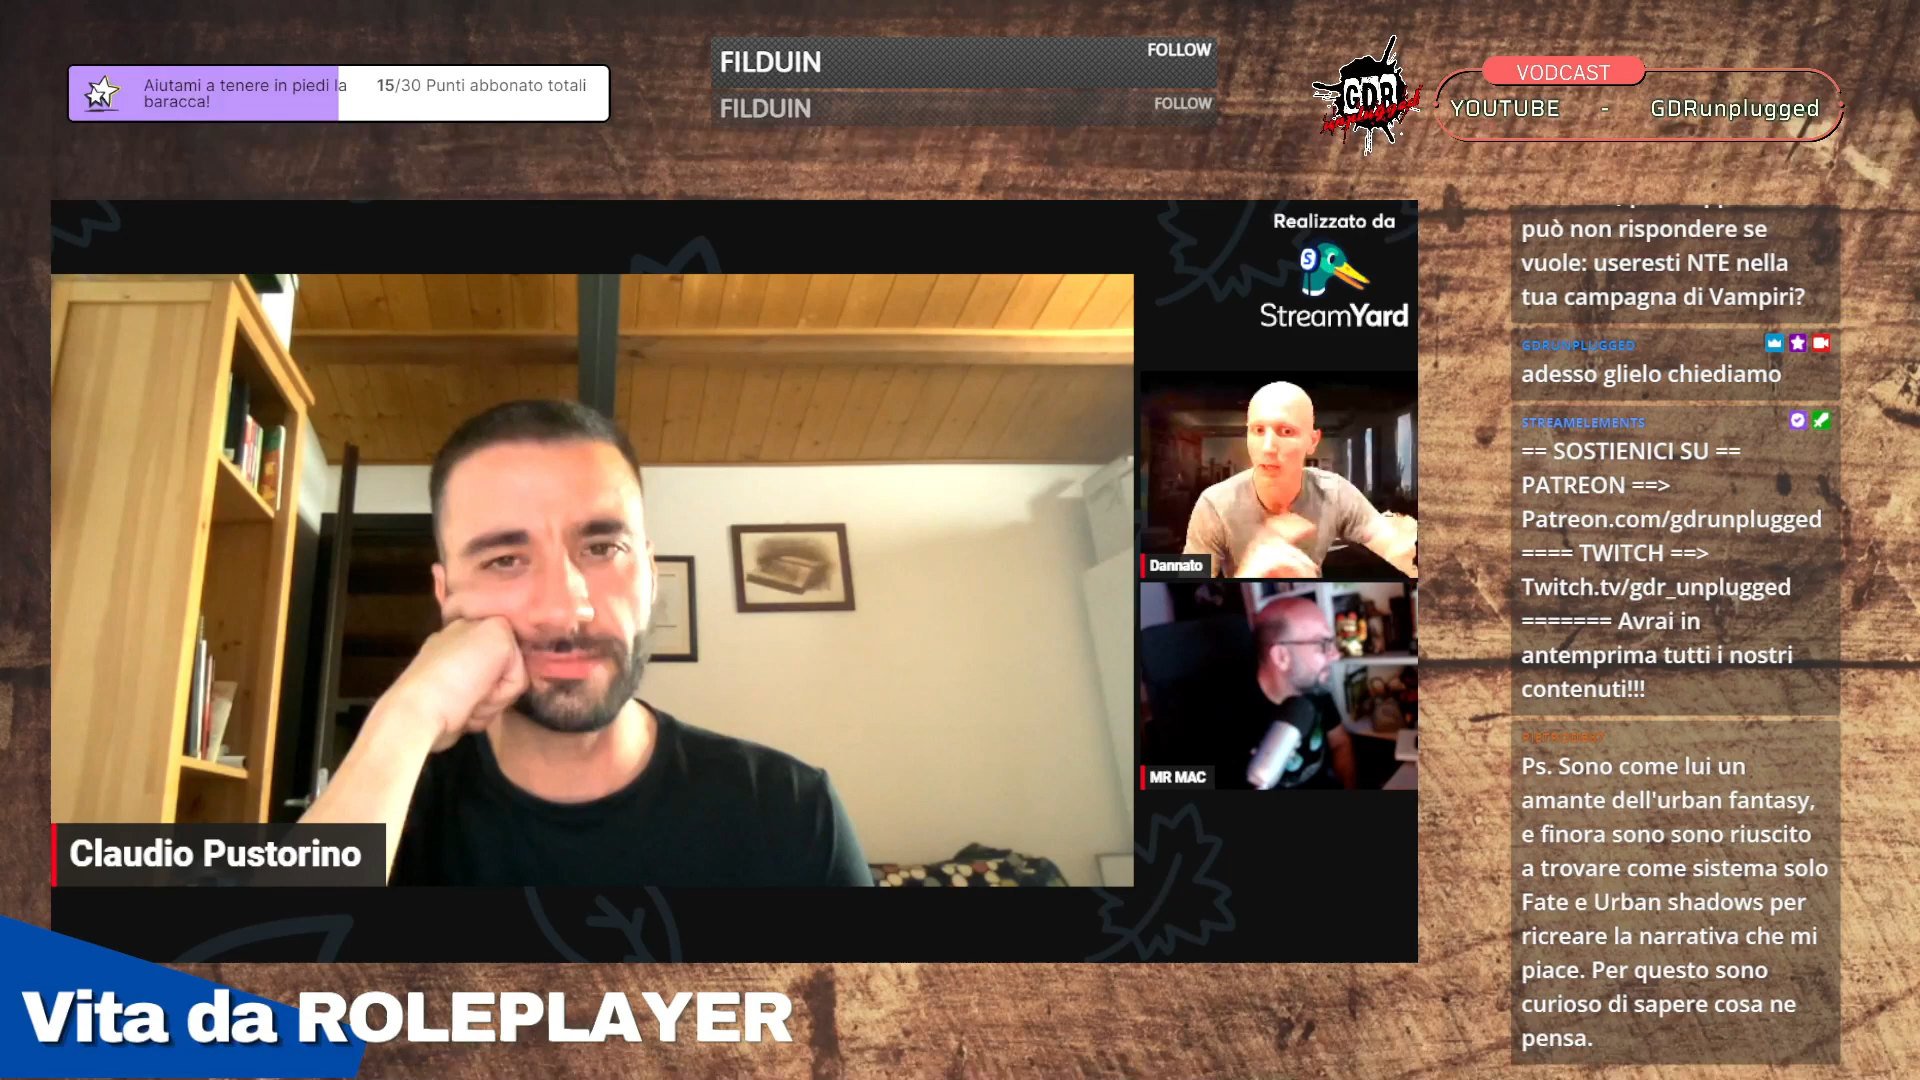 Aiutami a tenere in piedi la
baracca!
15/30 Punti abbonato totali
FILDUIN
FOLLOW
FILDUIN
FOLLOW
GDR
unplugged
VODCAST
YOUTUBE - GDRunplugged
Realizzato da
StreamYard
Dannato
MR MAC
Claudio Pustorino
Vita da ROLEPLAYER
può non rispondere se
vuole: useresti NTE nella
tua campagna di Vampiri?
GDRUNPLUGGED
adesso glielo chiediamo
STREAMELEMENTS
== SOSTIENICI SU ==
PATREON ==>
Patreon.com/gdrunplugged
==== TWITCH ==>
Twitch.tv/gdr_unplugged
======= Avrai in
antemprima tutti i nostri
contenuti!!!
Ps. Sono come lui un
amante dell'urban fantasy,
e finora sono sono riuscito
a trovare come sistema solo
Fate e Urban shadows per
ricreare la narrativa che mi
piace. Per questo sono
curioso di sapere cosa ne
pensa.